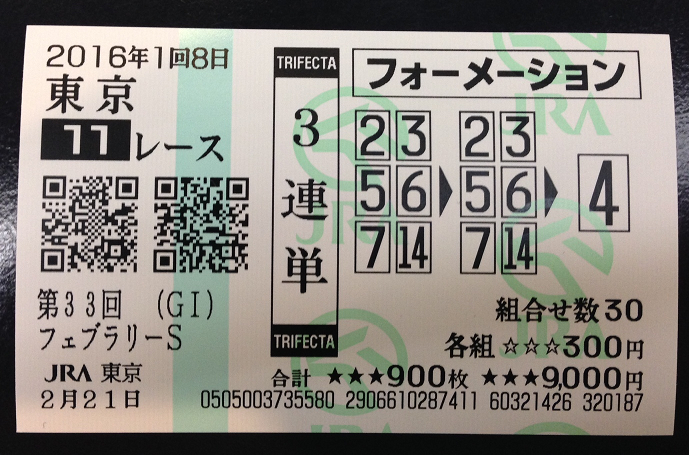 2016年1回8日
東京
11レース
第33回 (GI)
フェブラリーS
JRA 東京
2月21日
TRIFECTA
3連単
TRIFECTA
フォーメーション
2 3 2 3
5 6 5 6 4
7 14 7 14
組合せ数30
各組 ☆☆☆300円
合計 ★★★900枚 ★★★9,000円
0505003735580 2906610287411 60321426 320187
JRA
JRA
JRA